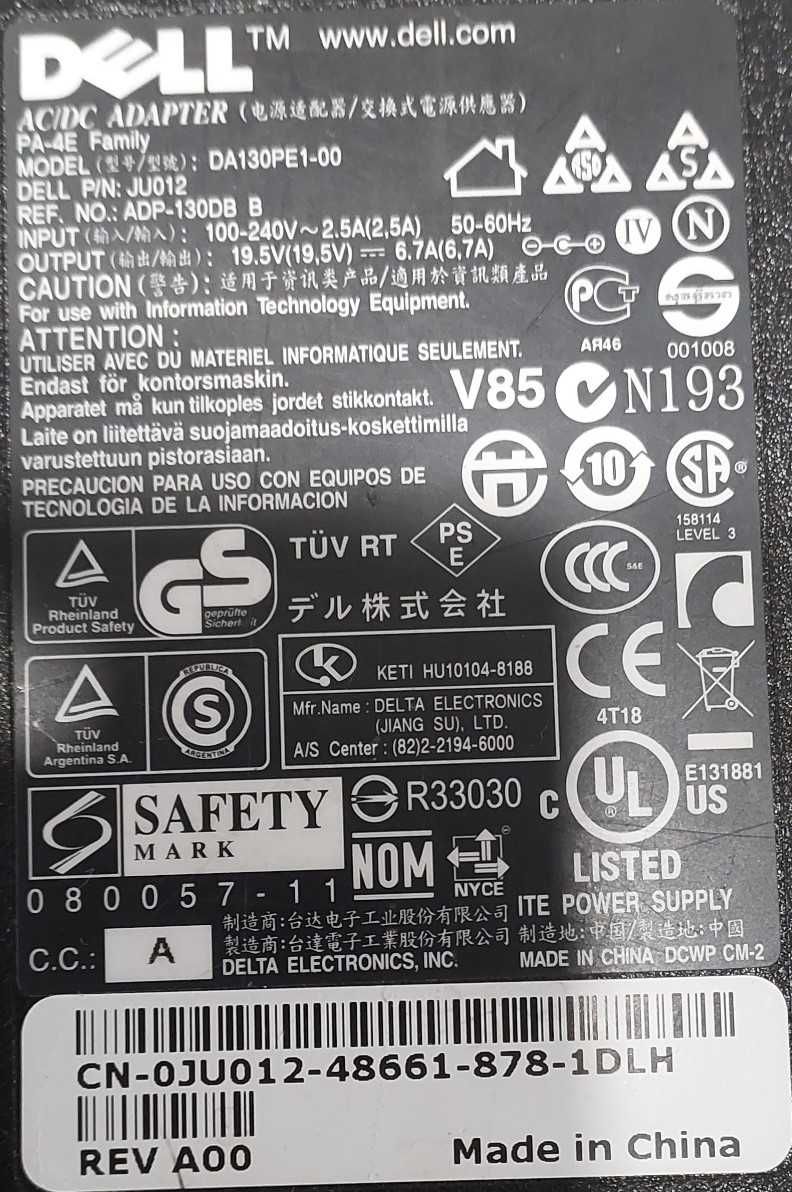 DELL™ www.dell.com
AC/DC ADAPTER (电源适配器/交換式電源供應器)
PA-4E Family
MODEL (型号/型號): DA130PE1-00
DELL P/N: JU012
REF. NO.: ADP-130DB B
INPUT (输入/輸入): 100-240V~2.5A(2,5A) 50-60Hz
OUTPUT (输出/輸出): 19.5V(19,5V) ⎓ 6.7A(6,7A)
IV
N
RSO
S
CAUTION (警告): 适用于资讯类产品/適用於資訊類產品
For use with Information Technology Equipment.
PCT
AR46
001008
ATTENTION :
UTILISER AVEC DU MATERIEL INFORMATIQUE SEULEMENT.
Endast för kontorsmaskin.
Apparatet må kun tilkoples jordet stikkontakt.
V85 N193
Laite on liitettävä suojamaadoitus-koskettimilla
varustettuun pistorasiaan.
PRECAUCION PARA USO CON EQUIPOS DE
TECNOLOGIA DE LA INFORMACION
10
SA®
158114
LEVEL 3
TÜV
Rheinland
Product Safety
GS
geprüfte
TÜV RT
PS
E
デル株式会社
CCC S&E
CE
4T18
TÜV
Rheinland
Argentina S.A.
REPUBLICA
S
ARGENTINA
K
KETI HU10104-8188
Mfr.Name : DELTA ELECTRONICS
(JIANG SU), LTD.
A/S Center : (82)2-2194-6000
SAFETY
MARK
080057-11
R33030
NOM
NYCE
C UL® US
E131881
LISTED
ITE POWER SUPPLY
C.C.: A
制造商:台达电子工业股份有限公司 制造地:中国/製造地:中國
製造商:台達電子工業股份有限公司
DELTA ELECTRONICS, INC. MADE IN CHINA DCWP CM-2
CN-0JU012-48661-878-1DLH
REV A00
Made in China